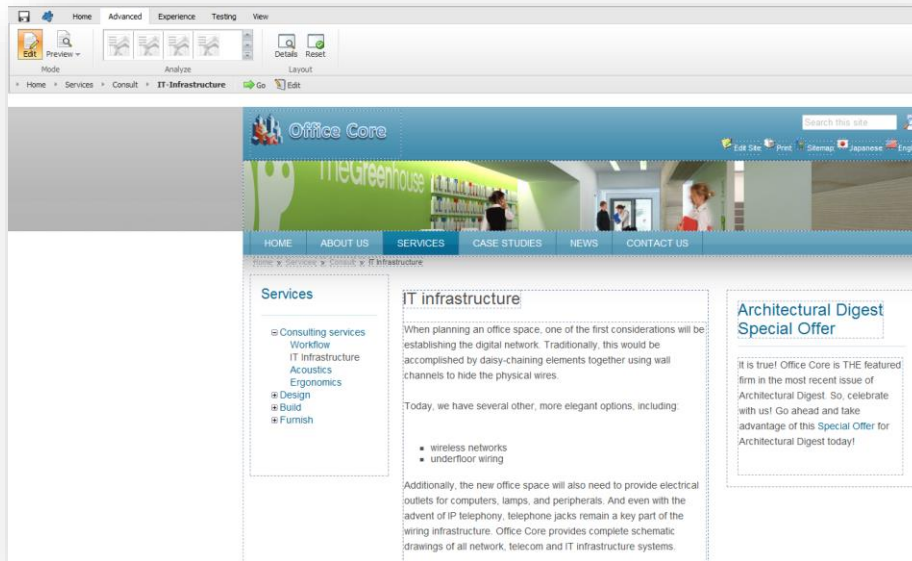 Home Advanced Experience Testing View
Edit Preview Details Reset
Mode Analyze Layout
Home Services Consult IT-Infrastructure Go Edit
Office Core
Search this site
Edit Site Print Sitemap Japanese
TheGreenhouse
HOME ABOUT US SERVICES CASE STUDIES NEWS CONTACT US
Home Services Consult IT Infrastructure
Services
Consulting services
Workflow
IT Infrastructure
Acoustics
Ergonomics
Design
Build
Furnish
IT infrastructure
When planning an office space, one of the first considerations will be
establishing the digital network. Traditionally, this would be
accomplished by daisy-chaining elements together using wall
channels to hide the physical wires.
Today, we have several other, more elegant options, including:
wireless networks
underfloor wiring
Additionally, the new office space will also need to provide electrical
outlets for computers, lamps, and peripherals. And even with the
advent of IP telephony, telephone jacks remain a key part of the
wiring infrastructure. Office Core provides complete schematic
drawings of all network, telecom and IT infrastructure systems.
Architectural Digest
Special Offer
It is true! Office Core is THE featured
firm in the most recent issue of
Architectural Digest. So, celebrate
with us! Go ahead and take
advantage of this Special Offer for
Architectural Digest today!